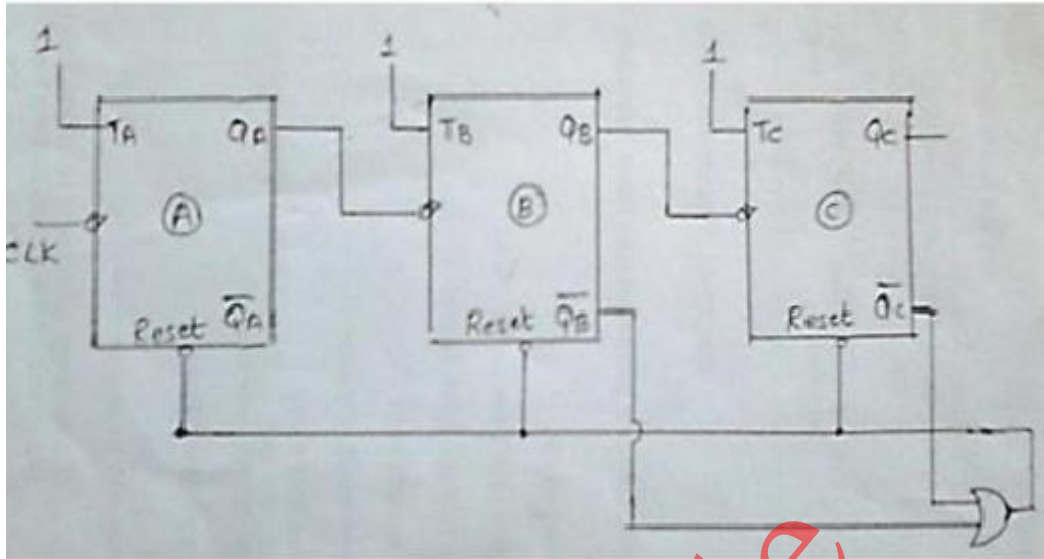 1 1 1
TA QA TB QB TC QC
A B C
CLK
Reset Q̅A̅ Reset Q̅B̅ Reset Q̅C̅